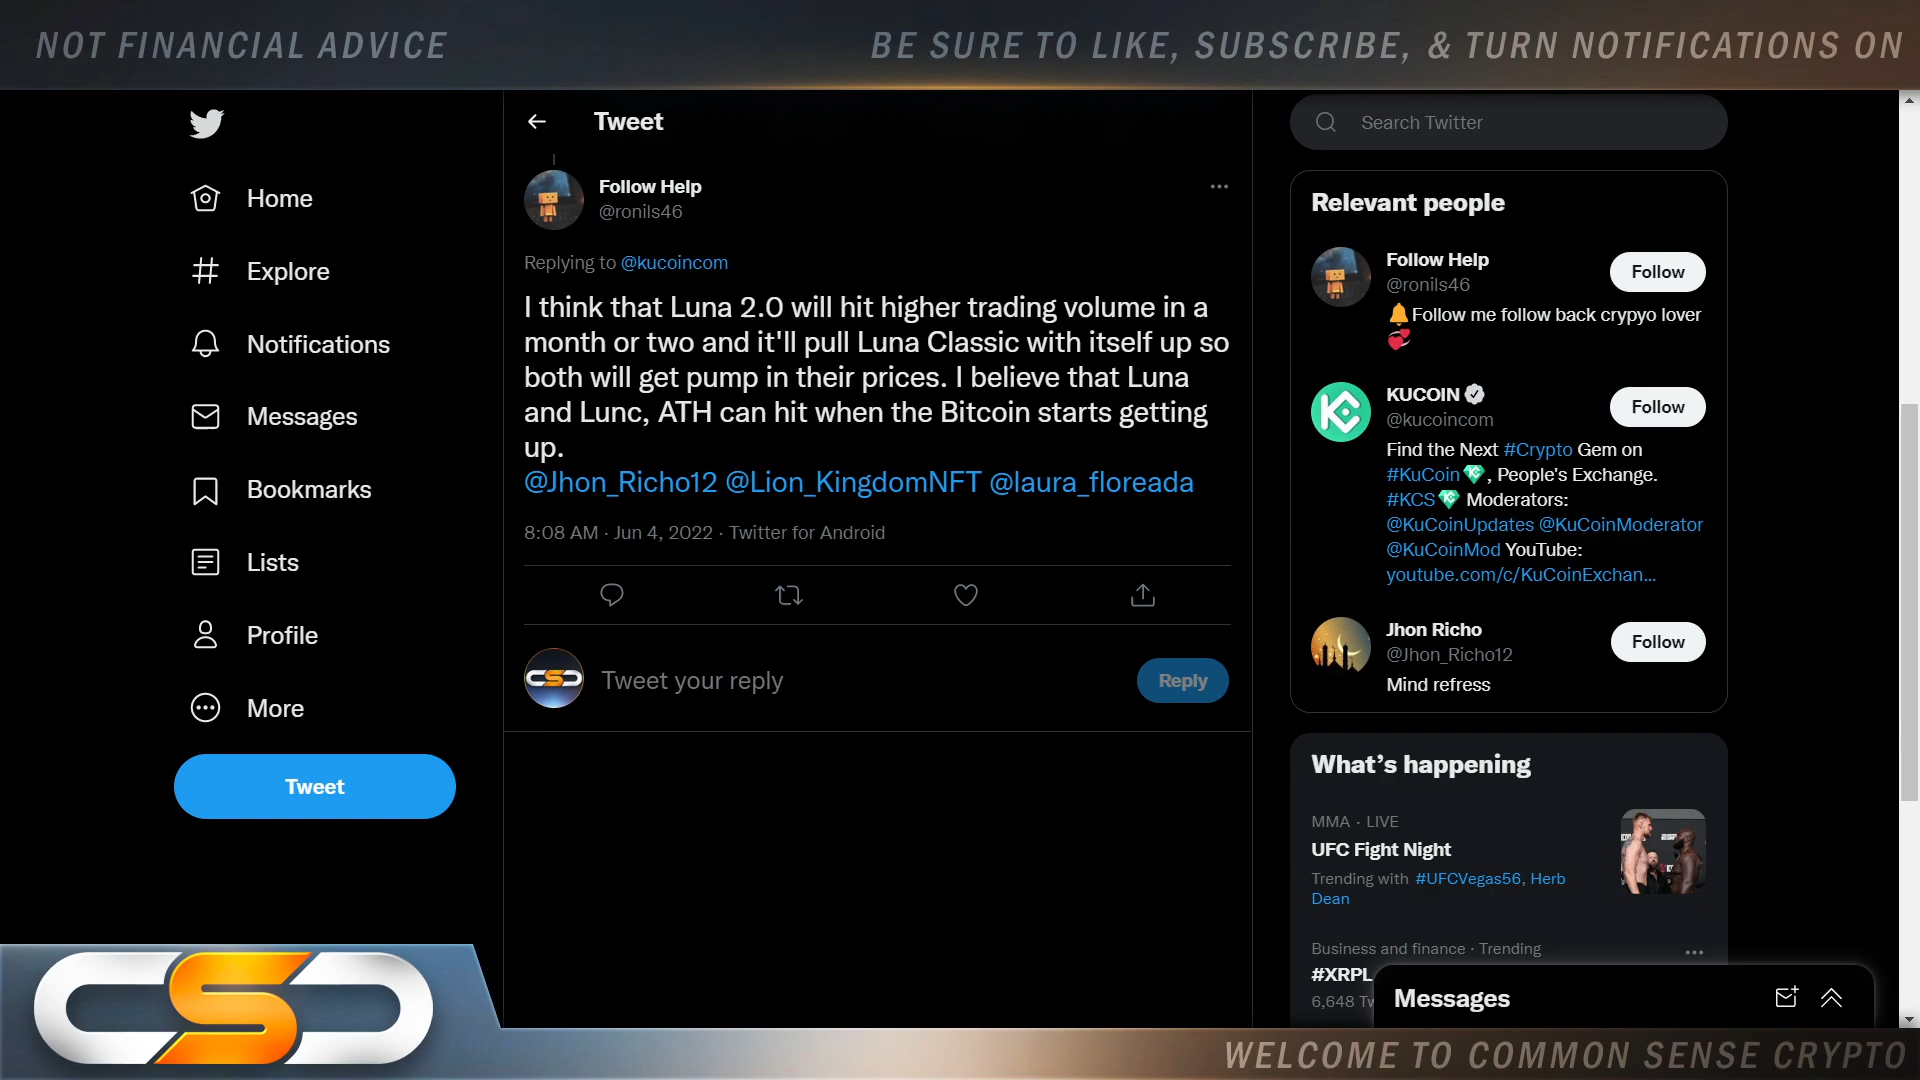 NOT FINANCIAL ADVICE
BE SURE TO LIKE, SUBSCRIBE, & TURN NOTIFICATIONS ON
Home
Explore
Notifications
Messages
Bookmarks
Lists
Profile
More
Tweet
Tweet
Follow Help
@ronils46
Replying to @kucoincom
I think that Luna 2.0 will hit higher trading volume in a
month or two and it'll pull Luna Classic with itself up so
both will get pump in their prices. I believe that Luna
and Lunc, ATH can hit when the Bitcoin starts getting
up.
@Jhon_Richo12 @Lion_KingdomNFT @laura_floreada
8:08 AM · Jun 4, 2022 · Twitter for Android
CSC
Tweet your reply
Reply
Search Twitter
Relevant people
Follow Help
@ronils46
Follow
🔔Follow me follow back crypyo lover
💞
KUCOIN
@kucoincom
Follow
Find the Next #Crypto Gem on
#KuCoin, People's Exchange.
#KCS Moderators:
@KuCoinUpdates @KuCoinModerator
@KuCoinMod YouTube:
youtube.com/c/KuCoinExchan...
Jhon Richo
@Jhon_Richo12
Follow
Mind refress
What's happening
MMA · LIVE
UFC Fight Night
Trending with #UFCVegas56, Herb
Dean
Business and finance · Trending
#XRPL
6,648 Tw
Messages
CSC
WELCOME TO COMMON SENSE CRYPTO